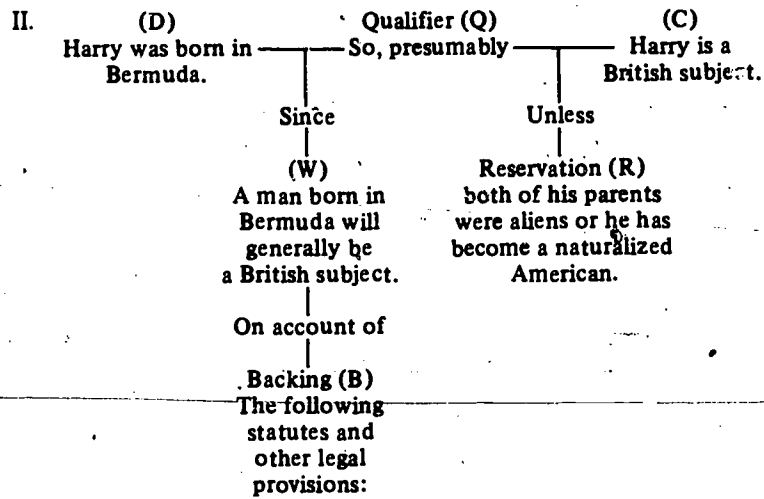 II. (D) Qualifier (Q) (C)
Harry was born in So, presumably Harry is a
Bermuda. British subject.
Since Unless
(W) Reservation (R)
A man born in both of his parents
Bermuda will were aliens or he has
generally be become a naturalized
a British subject. American.
On account of
Backing (B)
The following
statutes and
other legal
provisions: